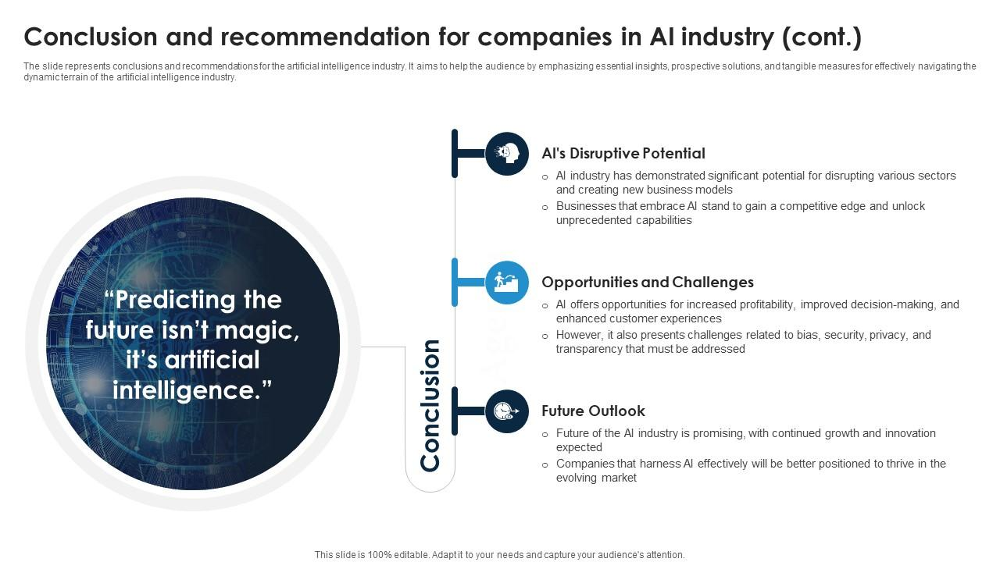 Conclusion and recommendation for companies in AI industry (cont.)
The slide represents conclusions and recommendations for the artificial intelligence industry. It aims to help the audience by emphasizing essential insights, prospective solutions, and tangible measures for effectively navigating the
dynamic terrain of the artificial intelligence industry.
“Predicting the
future isn’t magic,
it’s artificial
intelligence.”
Conclusion
AI's Disruptive Potential
o AI industry has demonstrated significant potential for disrupting various sectors
and creating new business models
o Businesses that embrace AI stand to gain a competitive edge and unlock
unprecedented capabilities
Opportunities and Challenges
o AI offers opportunities for increased profitability, improved decision-making, and
enhanced customer experiences
o However, it also presents challenges related to bias, security, privacy, and
transparency that must be addressed
Future Outlook
o Future of the AI industry is promising, with continued growth and innovation
expected
o Companies that harness AI effectively will be better positioned to thrive in the
evolving market
This slide is 100% editable. Adapt it to your needs and capture your audience's attention.